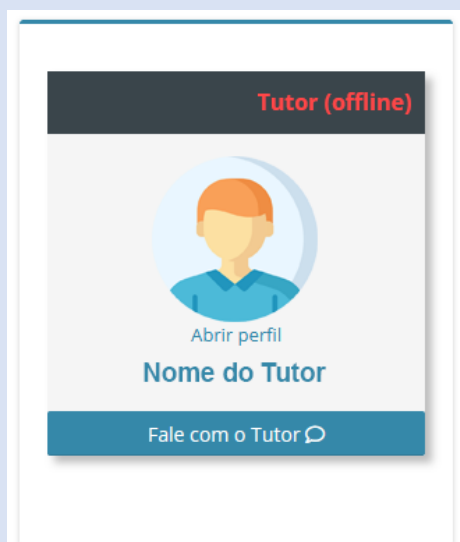 Tutor (offline)
Abrir perfil
Nome do Tutor
Fale com o Tutor